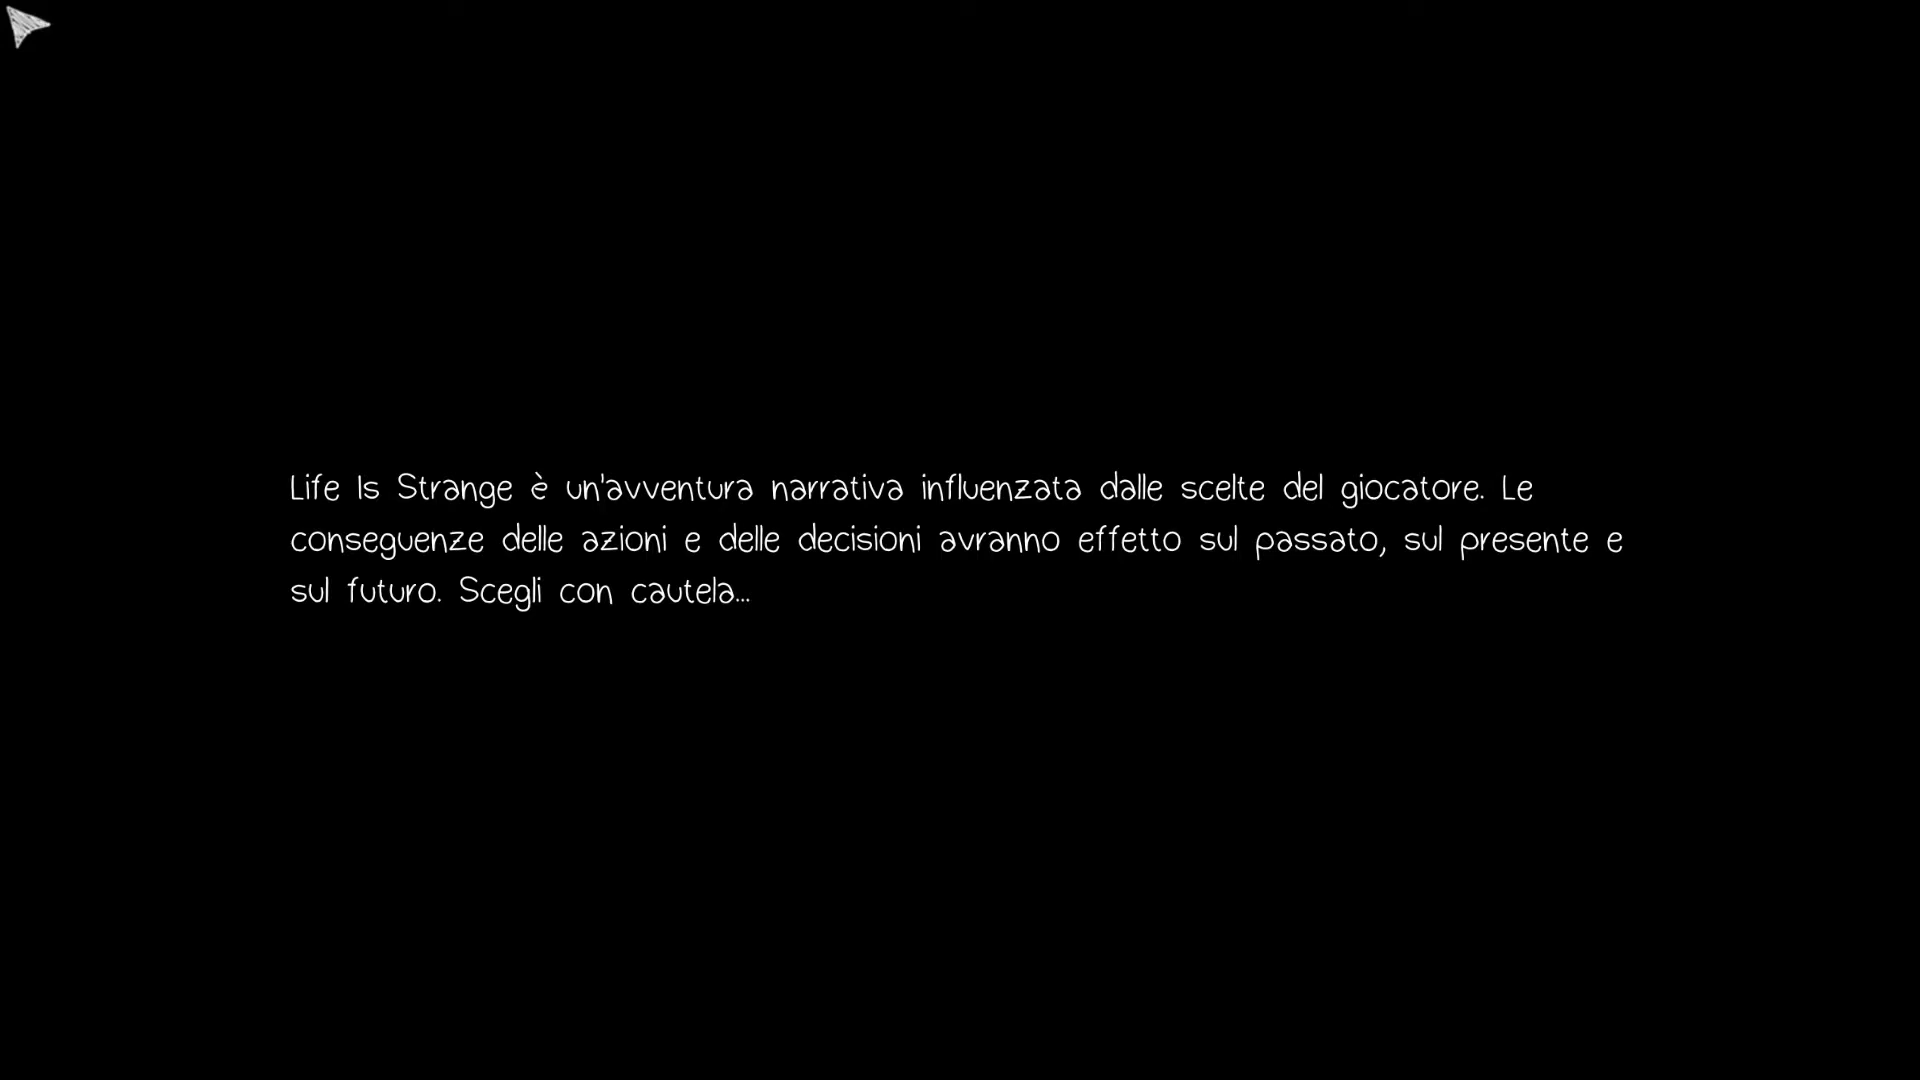 Life Is Strange è un'avventura narrativa influenzata dalle scelte del giocatore. Le
conseguenze delle azioni e delle decisioni avranno effetto sul passato, sul presente e
sul futuro. Scegli con cautela...